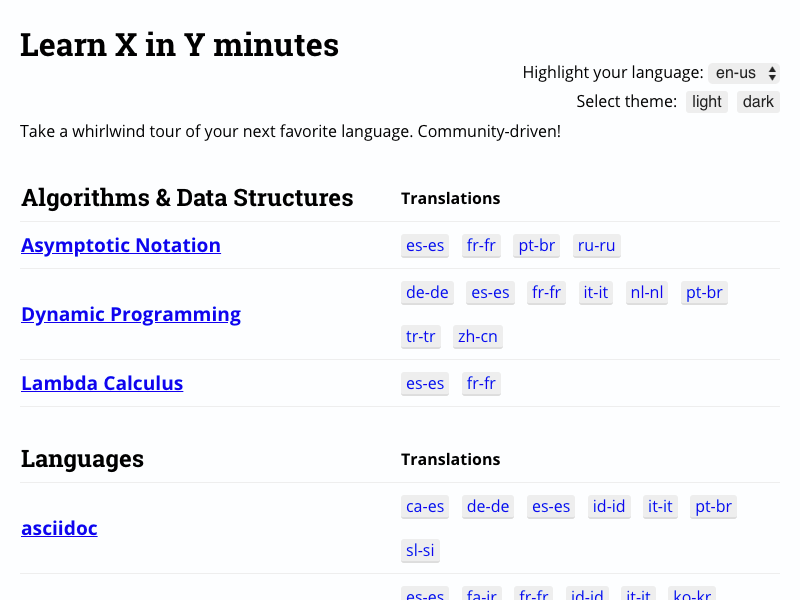 Learn X in Y minutes
Highlight your language: en-us
Select theme: light dark
Take a whirlwind tour of your next favorite language. Community-driven!
Algorithms & Data Structures Translations
Asymptotic Notation es-es fr-fr pt-br ru-ru
Dynamic Programming de-de es-es fr-fr it-it nl-nl pt-br
tr-tr zh-cn
Lambda Calculus es-es fr-fr
Languages Translations
asciidoc ca-es de-de es-es id-id it-it pt-br
sl-si
es-es fa-ir fr-fr id-id it-it ko-kr